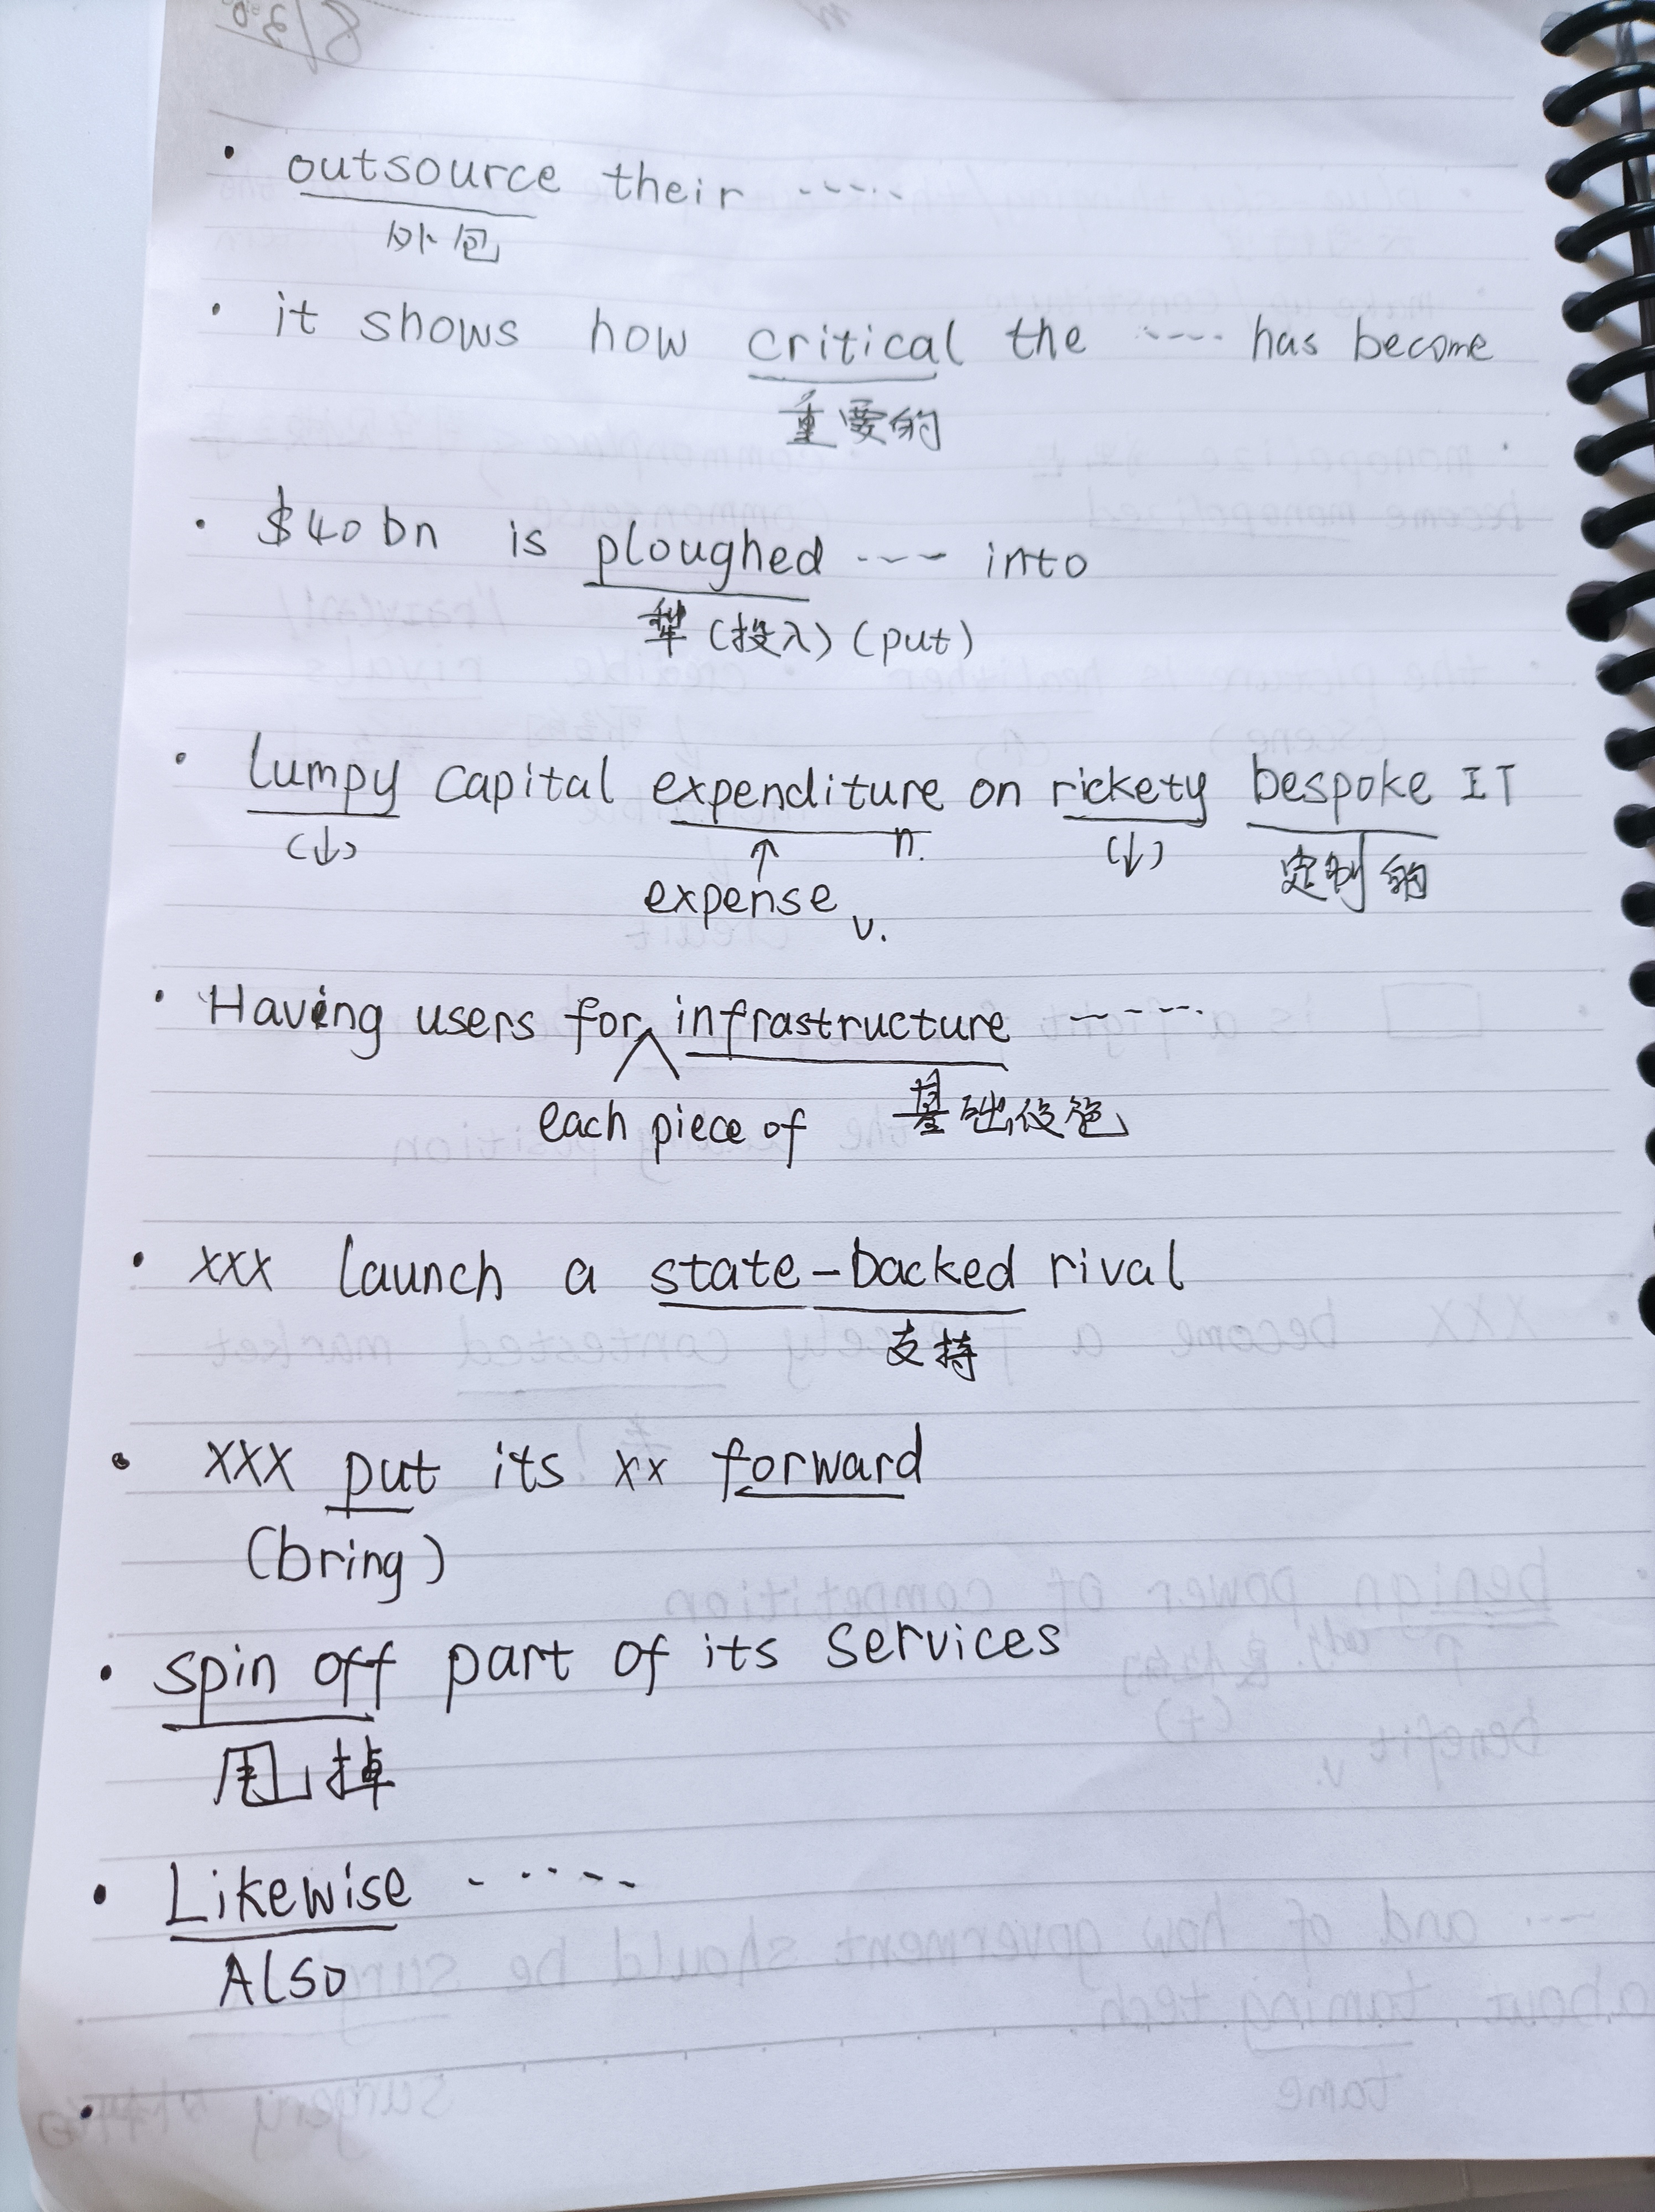 • outsource their ......
外包
• it shows how critical the ---- has become
重要的
• $40bn is ploughed ---- into
犁(投入)(put)
• lumpy capital expenditure on rickety bespoke IT
(↓) ↑ n. (↓) 定制的
expense v.
• Having users for infrastructure ......
each piece of 基础设施
• xxx launch a state-backed rival
支持
• xxx put its xx forward
(bring)
• spin off part of its services
甩掉
• Likewise ......
Also
•